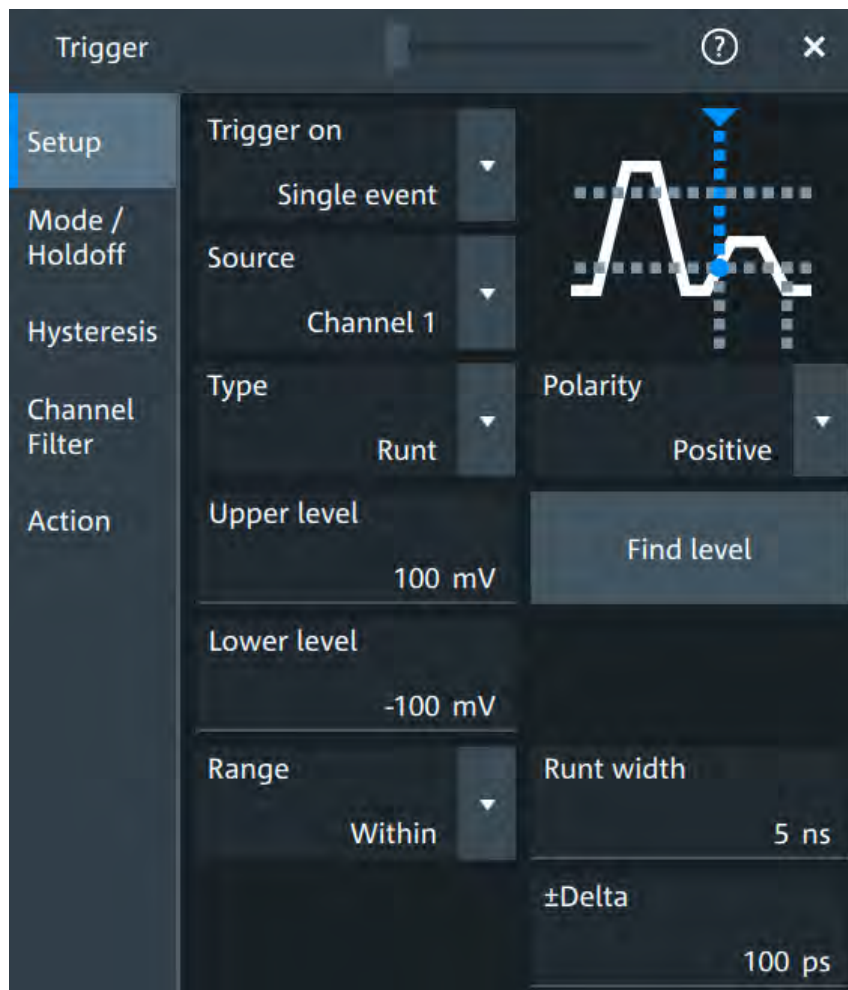 Trigger
?
Setup
Mode /
Holdoff
Hysteresis
Channel
Filter
Action
Trigger on
Single event
Source
Channel 1
Type
Runt
Polarity
Positive
Upper level
100 mV
Find level
Lower level
-100 mV
Range
Within
Runt width
5 ns
±Delta
100 ps